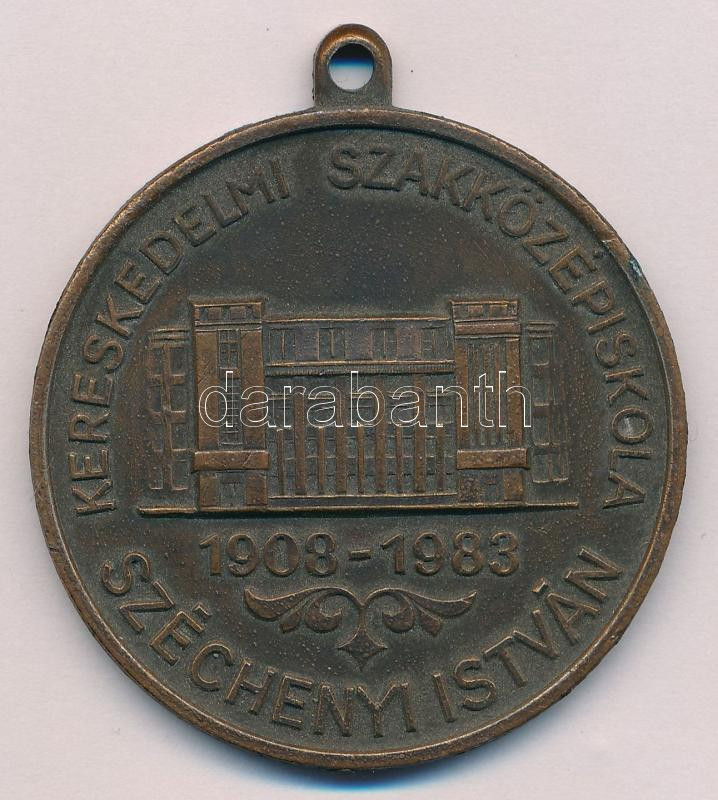 KERESKEDELMI SZAKKÖZÉPISKOLA
darabanth
1908-1983
SZÉCHENYI ISTVÁN